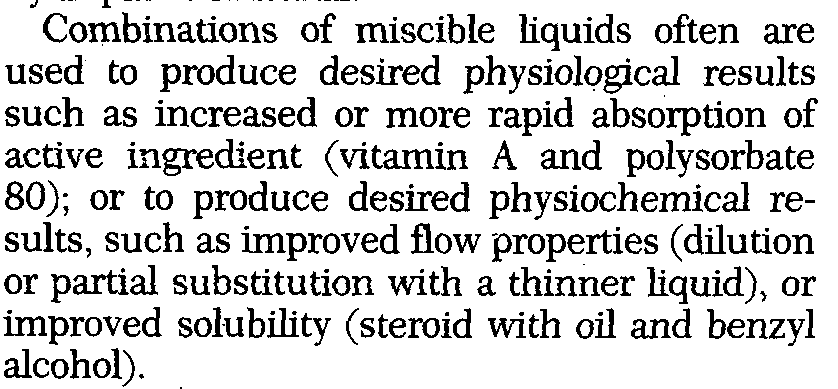 Combinations of miscible liquids often are
used to produce desired physiological results
such as increased or more rapid absorption of
active ingredient (vitamin A and polysorbate
80); or to produce desired physiochemical re-
sults, such as improved flow properties (dilution
or partial substitution with a thinner liquid), or
improved solubility (steroid with oil and benzyl
alcohol).